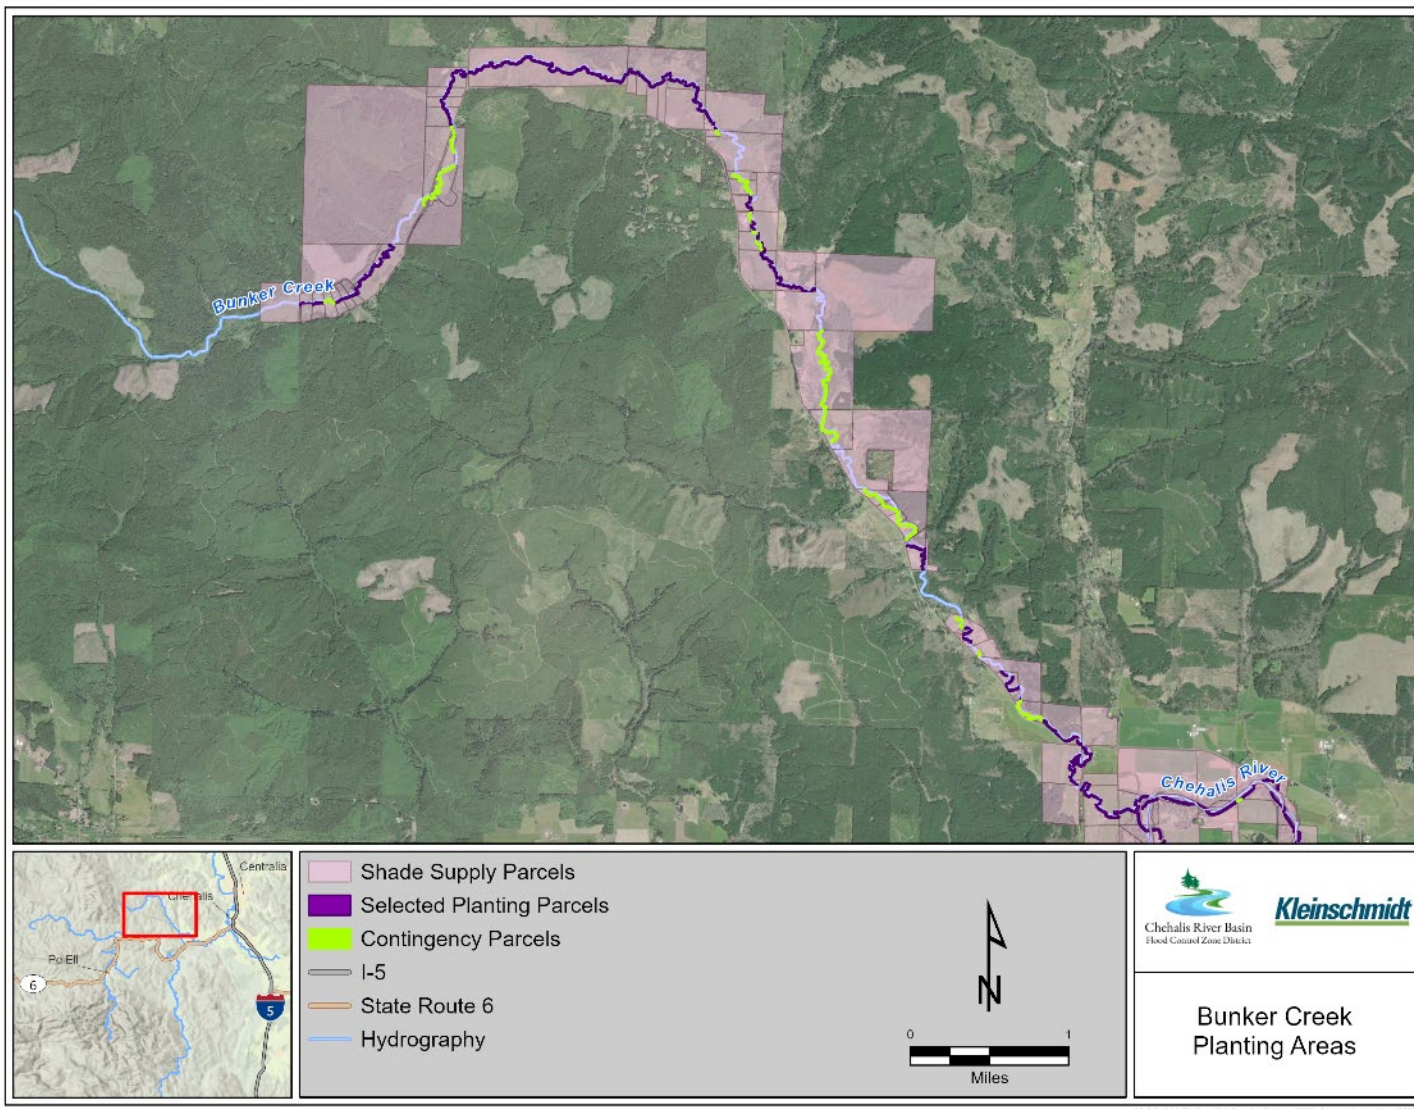 Bunker Creek
Chehalis River
Centralia
Chehalis
Pe Ell
6
5
Shade Supply Parcels
Selected Planting Parcels
Contingency Parcels
I-5
State Route 6
Hydrography
N
0 1
Miles
Chehalis River Basin
Flood Control Zone District
Kleinschmidt
Bunker Creek
Planting Areas